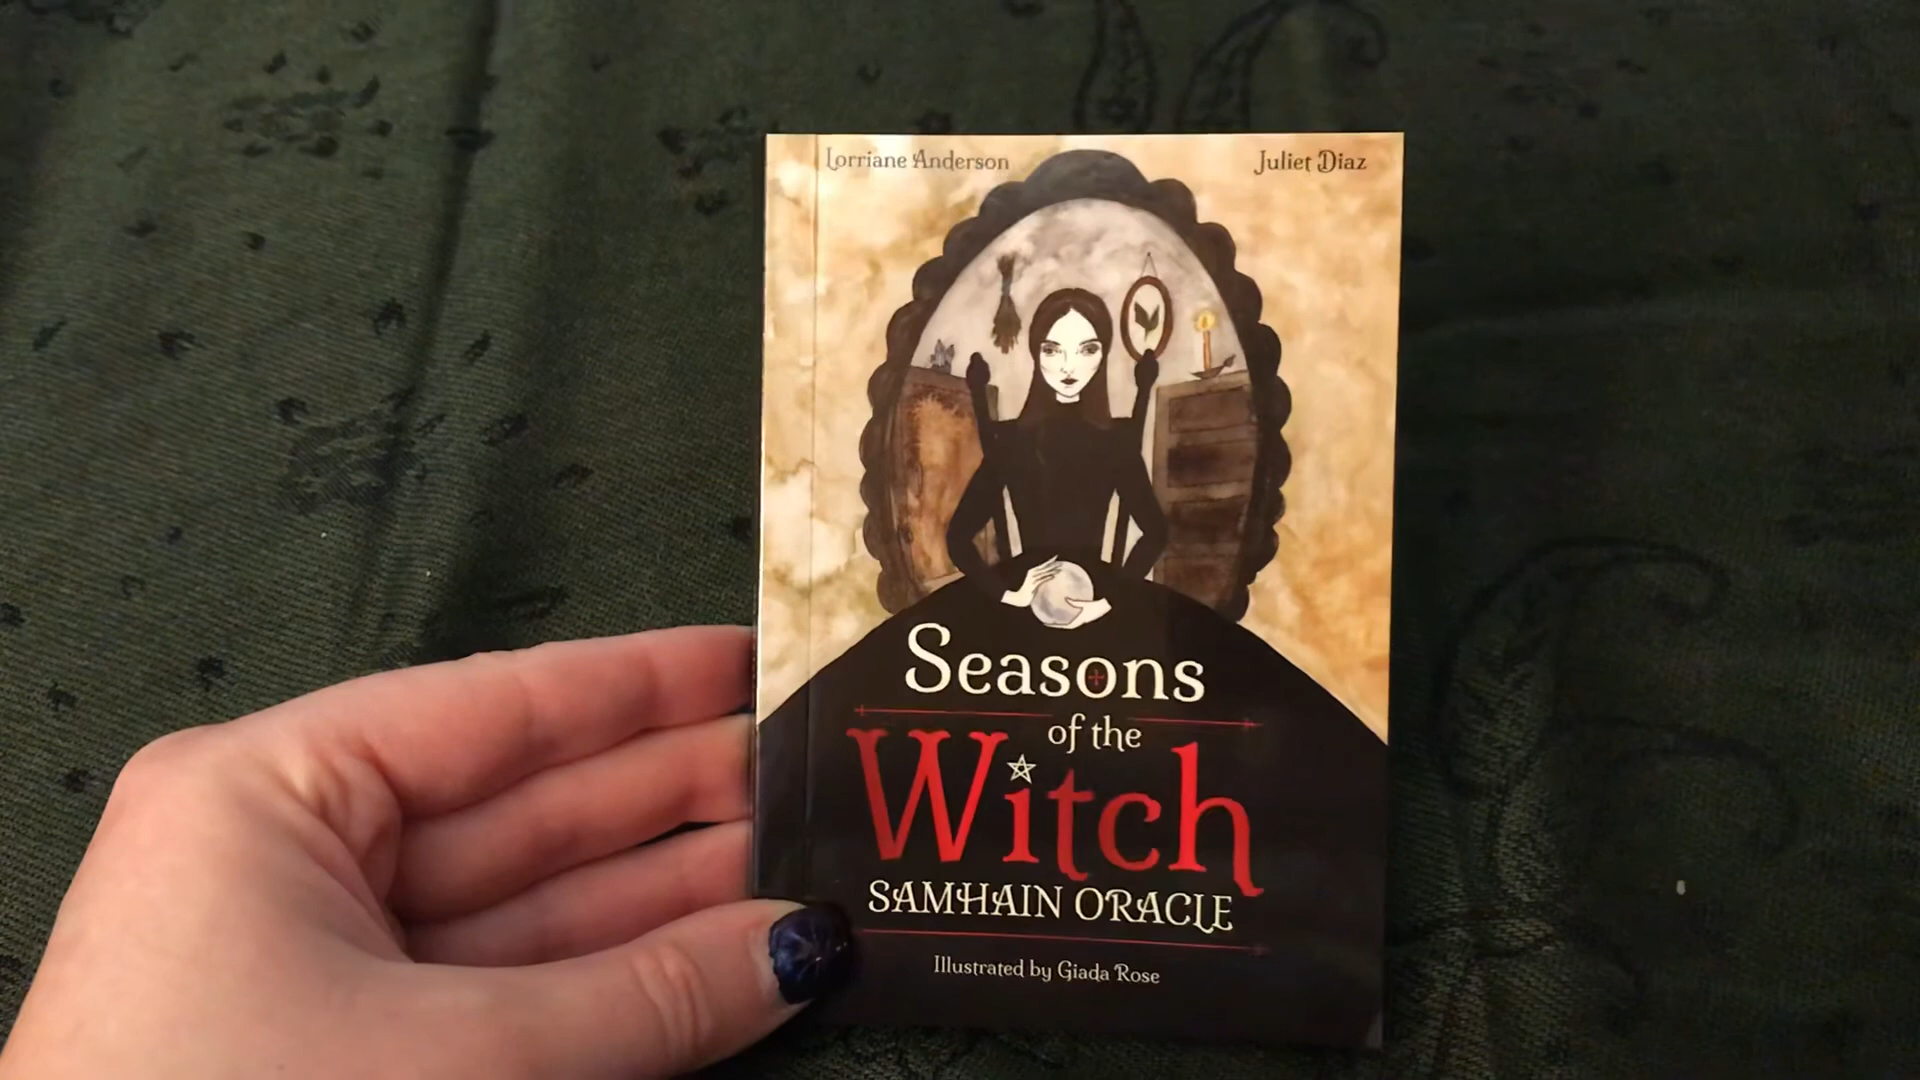 Lorriane Anderson
Juliet Diaz
Seasons
of the
Witch
SAMHAIN ORACLE
Illustrated by Giada Rose